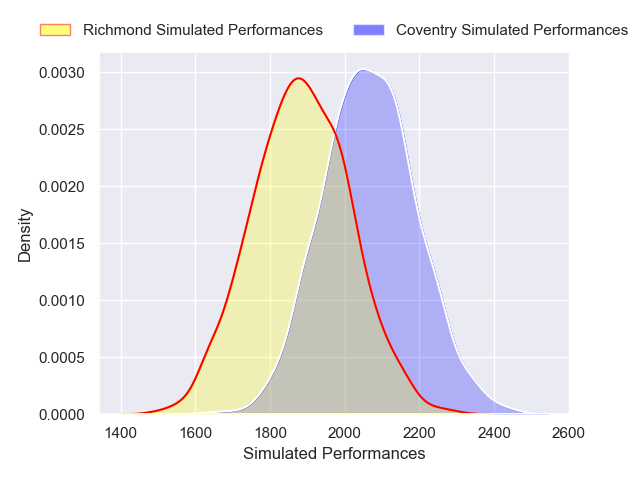 Richmond Simulated Performances
Coventry Simulated Performances
0.0030
0.0025
0.0020
0.0015
0.0010
0.0005
0.0000
Density
1400 1600 1800 2000 2200 2400 2600
Simulated Performances